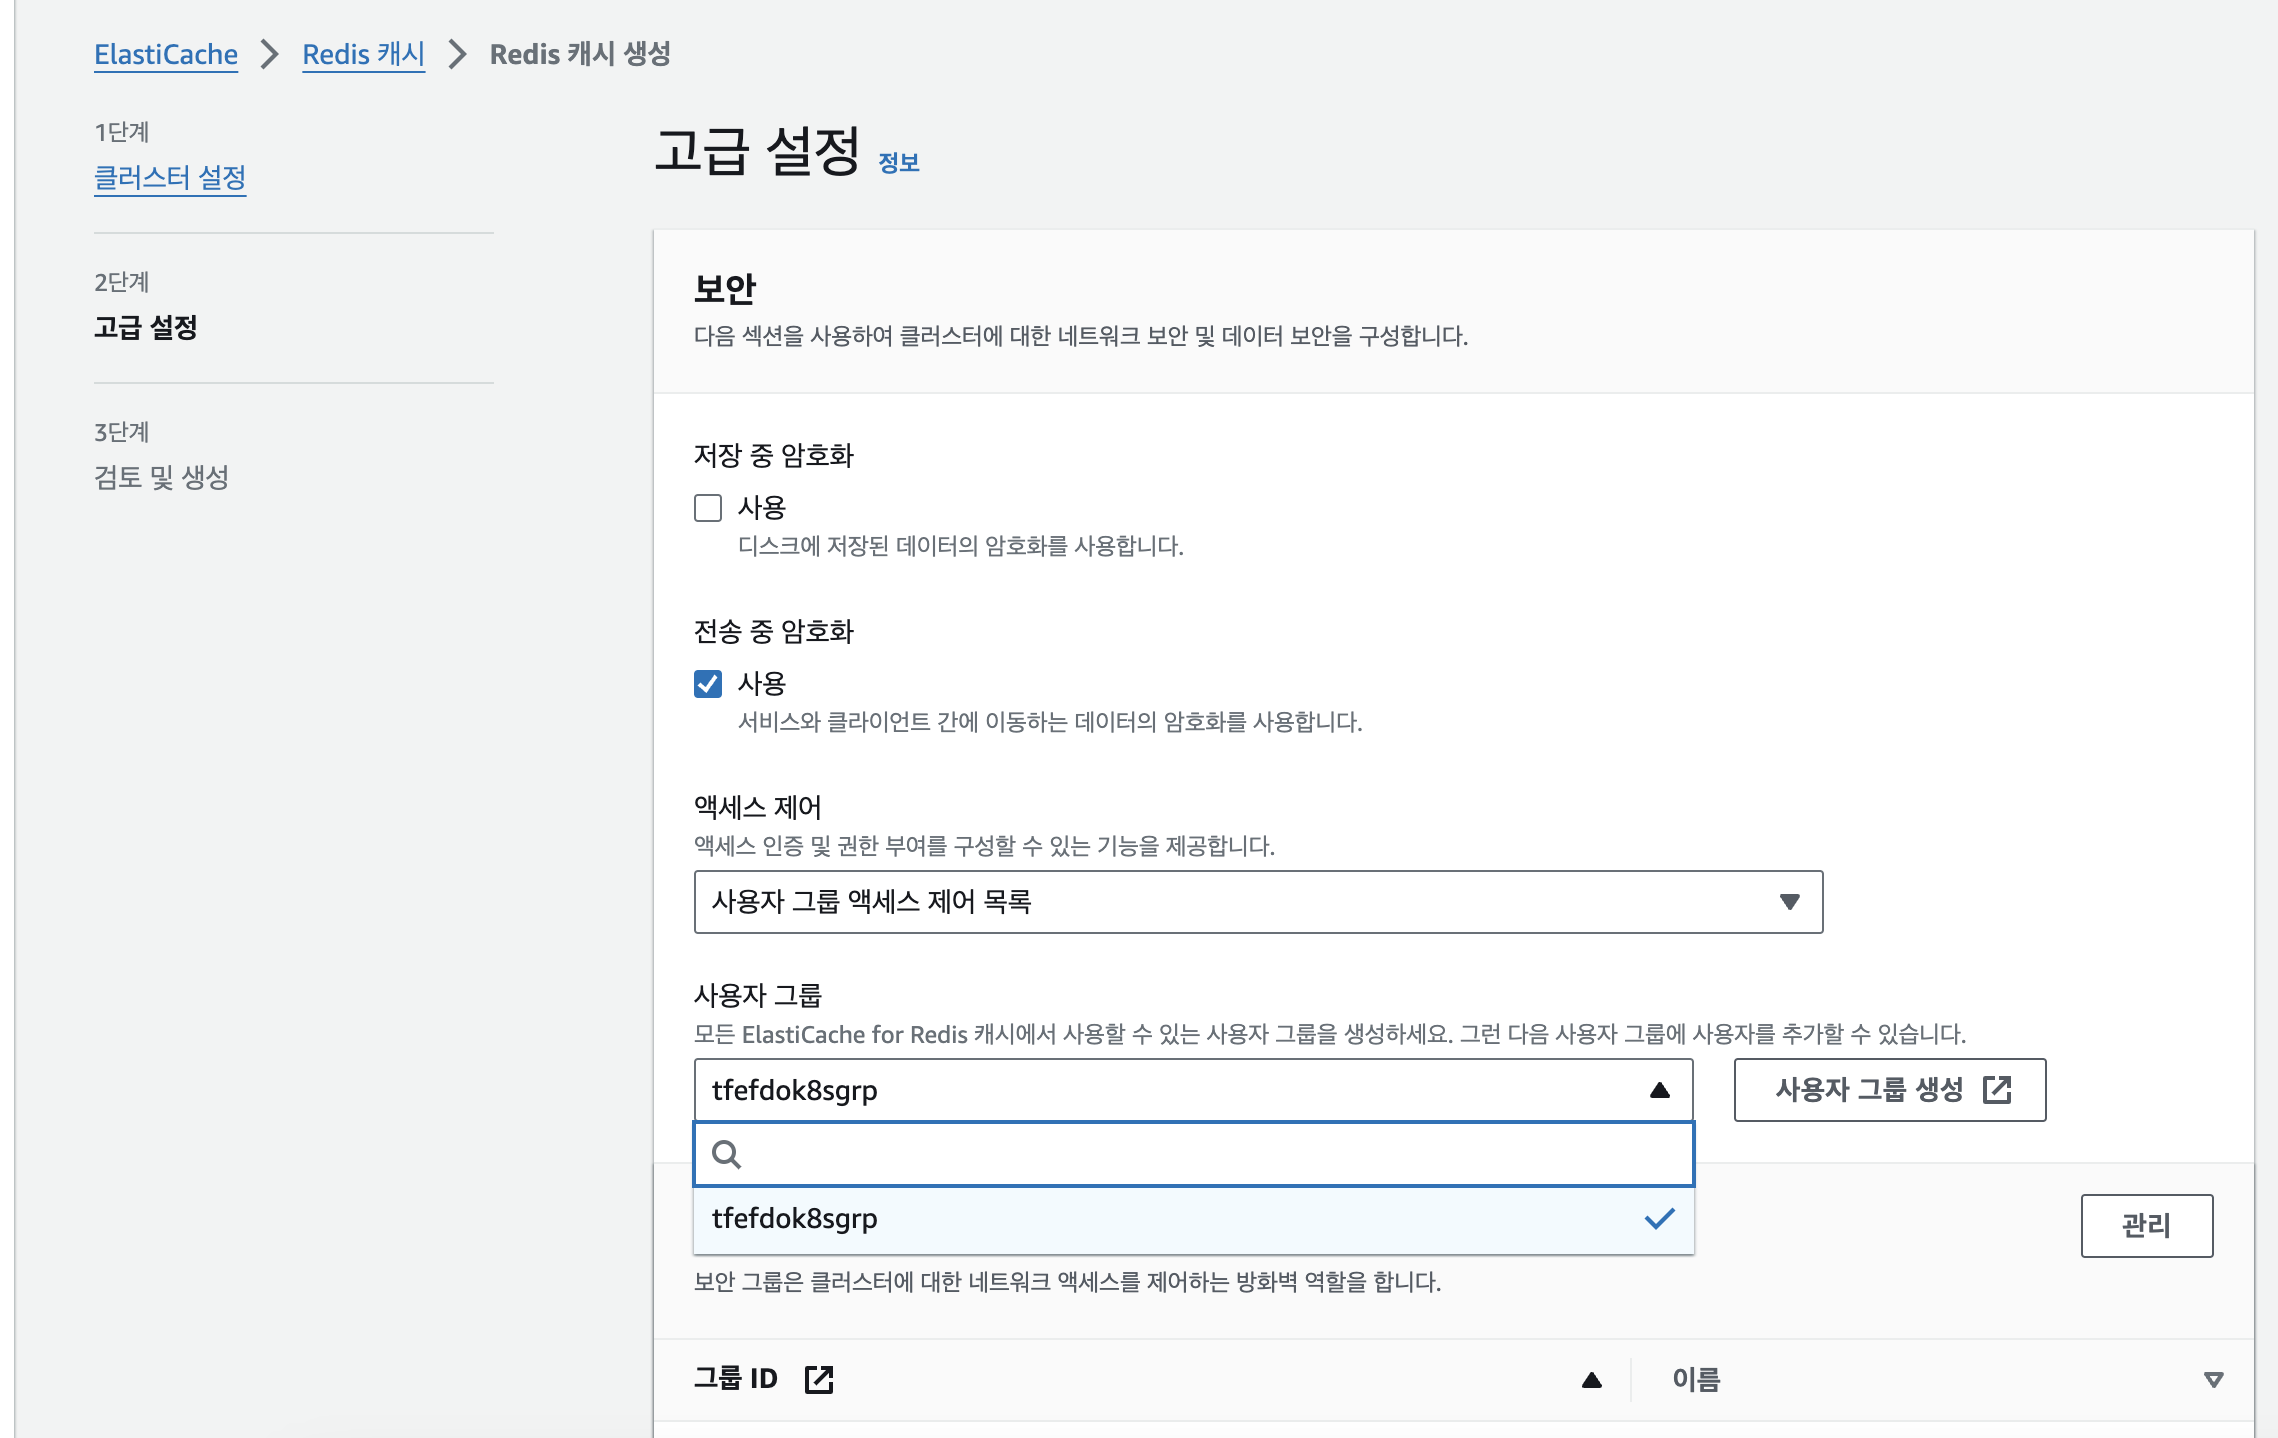 ElastiCache > Redis 캐시 > Redis 캐시 생성
1단계
클러스터 설정
2단계
고급 설정
3단계
검토 및 생성
고급 설정 정보
보안
다음 섹션을 사용하여 클러스터에 대한 네트워크 보안 및 데이터 보안을 구성합니다.
저장 중 암호화
사용
디스크에 저장된 데이터의 암호화를 사용합니다.
전송 중 암호화
사용
서비스와 클라이언트 간에 이동하는 데이터의 암호화를 사용합니다.
액세스 제어
액세스 인증 및 권한 부여를 구성할 수 있는 기능을 제공합니다.
사용자 그룹 액세스 제어 목록
사용자 그룹
모든 ElastiCache for Redis 캐시에서 사용할 수 있는 사용자 그룹을 생성하세요. 그런 다음 사용자 그룹에 사용자를 추가할 수 있습니다.
tfefdok8sgrp
사용자 그룹 생성
tfefdok8sgrp
관리
보안 그룹은 클러스터에 대한 네트워크 액세스를 제어하는 방화벽 역할을 합니다.
그룹 ID
이름